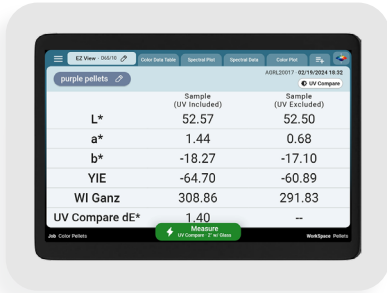 EZ View - D65/10
Color Data Table
Spectral Plot
Spectral Data
Color Plot
AGRL20017 02/19/2024 18:32
purple pellets
UV Compare
Sample (UV Included)
Sample (UV Excluded)
L* 52.57 52.50
a* 1.44 0.68
b* -18.27 -17.10
YIE -64.70 -60.89
WI Ganz 308.86 291.83
UV Compare dE* 1.40 --
Measure
UV Compare - 2" w/ Glass
Job Color Pellets
WorkSpace Pellets